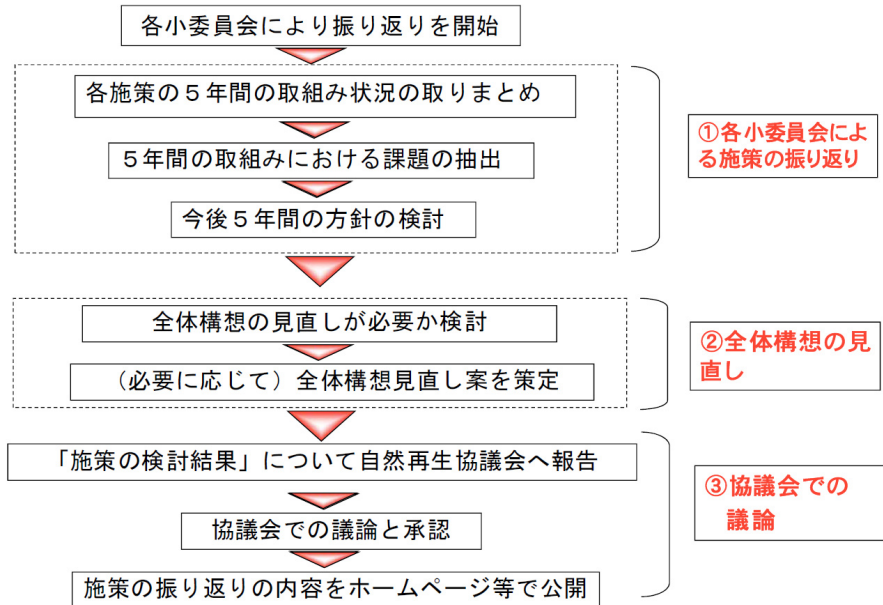 各小委員会により振り返りを開始
各施策の５年間の取組み状況の取りまとめ
５年間の取組みにおける課題の抽出
今後５年間の方針の検討
①各小委員会によ
る施策の振り返り
全体構想の見直しが必要か検討
（必要に応じて）全体構想見直し案を策定
②全体構想の見
直し
「施策の検討結果」について自然再生協議会へ報告
協議会での議論と承認
施策の振り返りの内容をホームページ等で公開
③協議会での
議論